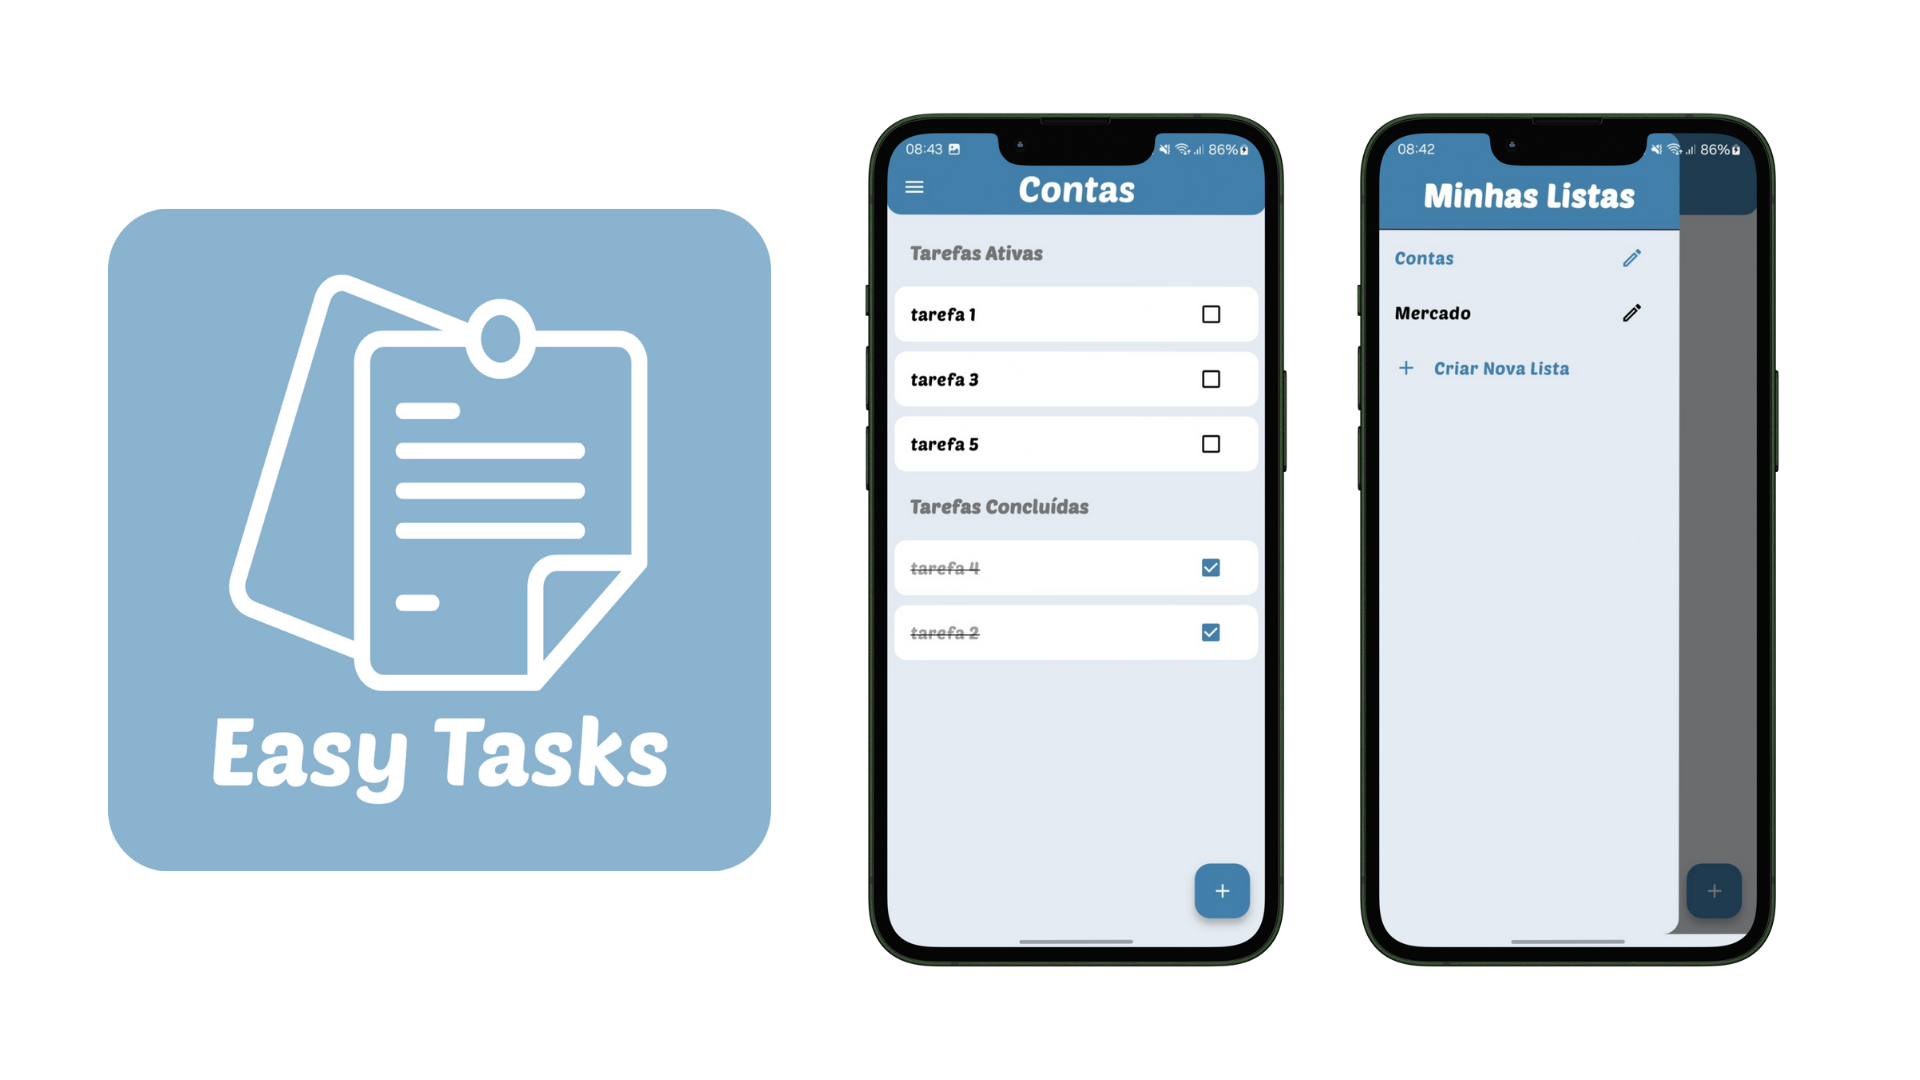 Easy Tasks
08:43
86%
Contas
Tarefas Ativas
tarefa 1
tarefa 3
tarefa 5
Tarefas Concluídas
tarefa 4
tarefa 2
+
08:42
86%
Minhas Listas
Contas
Mercado
+ Criar Nova Lista
+